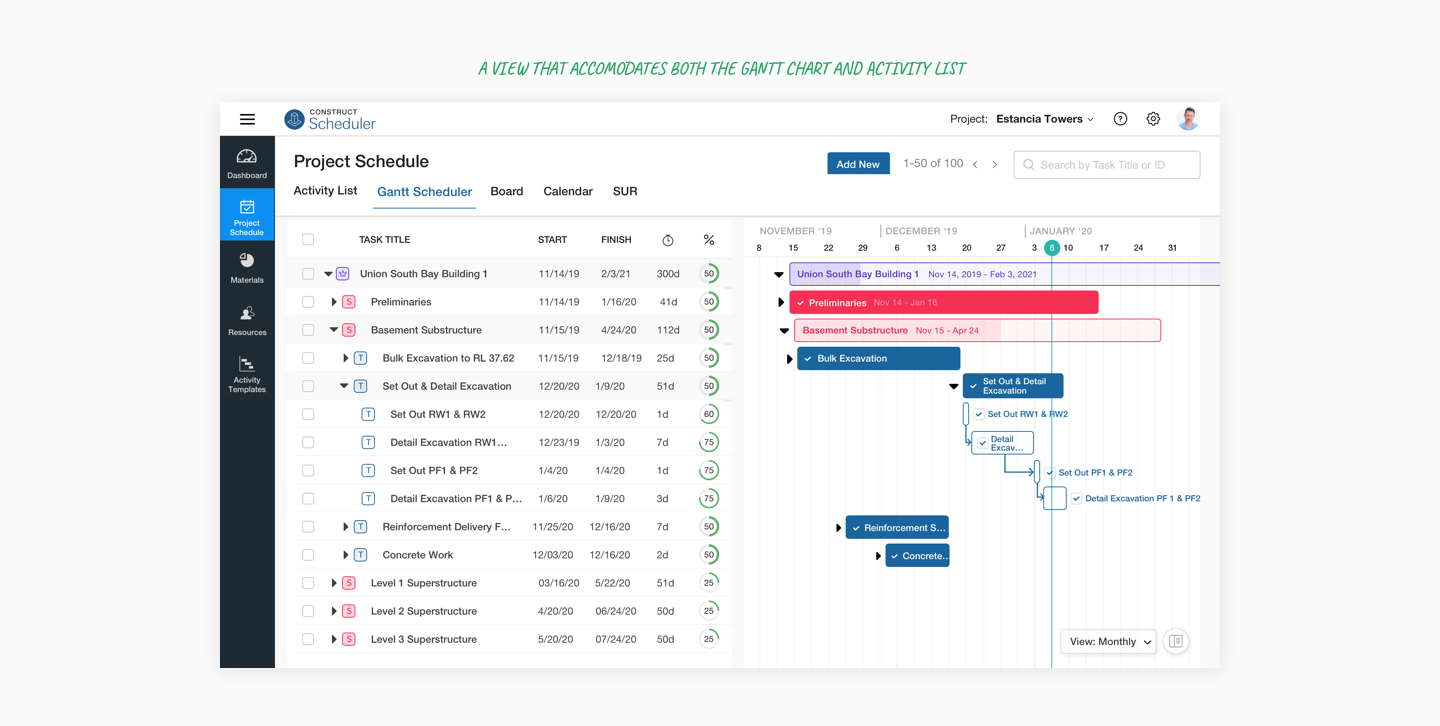 A VIEW THAT ACCOMODATES BOTH THE GANTT CHART AND ACTIVITY LIST
CONSTRUCT
Scheduler
Project: Estancia Towers
?
Dashboard
Project
Schedule
Materials
Resources
Activity
Templates
Project Schedule
Add New
1-50 of 100
Search by Task Title or ID
Activity List Gantt Scheduler Board Calendar SUR
TASK TITLE START FINISH %
Union South Bay Building 1 11/14/19 2/3/21 300d 50
S Preliminaries 11/14/19 1/16/20 41d 50
S Basement Substructure 11/15/19 4/24/20 112d 50
T Bulk Excavation to RL 37.62 11/15/19 12/18/19 25d 50
T Set Out & Detail Excavation 12/20/20 1/9/20 51d 50
T Set Out RW1 & RW2 12/20/20 12/20/20 1d 60
T Detail Excavation RW1... 12/23/19 1/3/20 7d 75
T Set Out PF1 & PF2 1/4/20 1/4/20 1d 75
T Detail Excavation PF1 & P... 1/6/20 1/9/20 3d 75
T Reinforcement Delivery F... 11/25/20 12/16/20 7d 50
T Concrete Work 12/03/20 12/16/20 2d 50
S Level 1 Superstructure 03/16/20 5/22/20 51d 25
S Level 2 Superstructure 4/20/20 06/24/20 50d 25
S Level 3 Superstructure 5/20/20 07/24/20 50d 25
NOVEMBER '19 DECEMBER '19 JANUARY '20
8 15 22 29 6 13 20 27 3 6 10 17 24 31
Union South Bay Building 1 Nov 14, 2019 - Feb 3, 2021
Preliminaries Nov 14 - Jan 16
Basement Substructure Nov 15 - Apr 24
Bulk Excavation
Set Out & Detail
Excavation
Set Out RW1 & RW2
Detail
Excav...
Set Out PF1 & PF2
Detail Excavation PF 1 & PF2
Reinforcement S...
Concrete...
View: Monthly